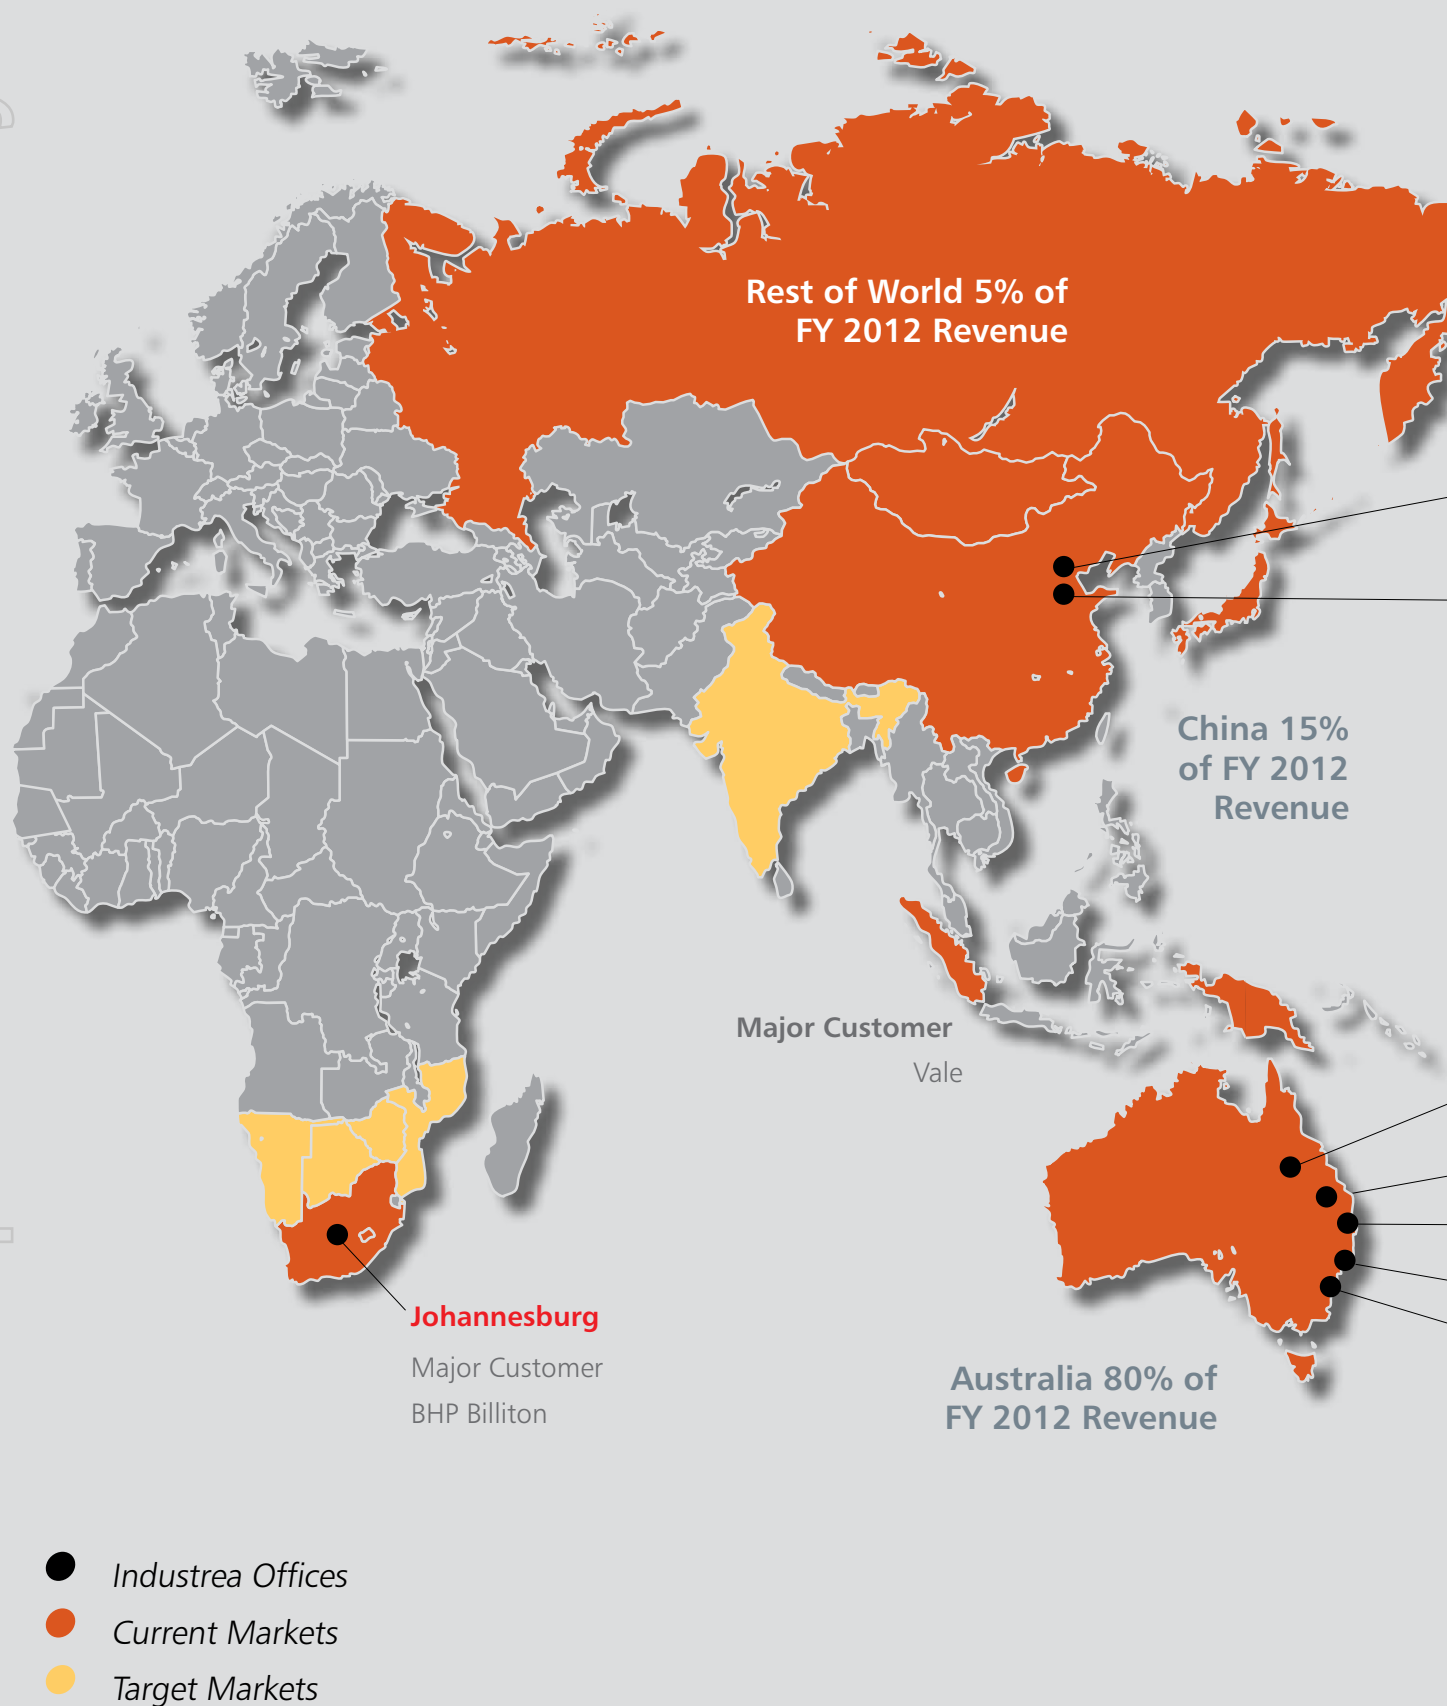 Rest of World 5% of
FY 2012 Revenue
China 15%
of FY 2012
Revenue
Major Customer
Vale
Johannesburg
Major Customer
BHP Billiton
Australia 80% of
FY 2012 Revenue
Industrea Offices
Current Markets
Target Markets